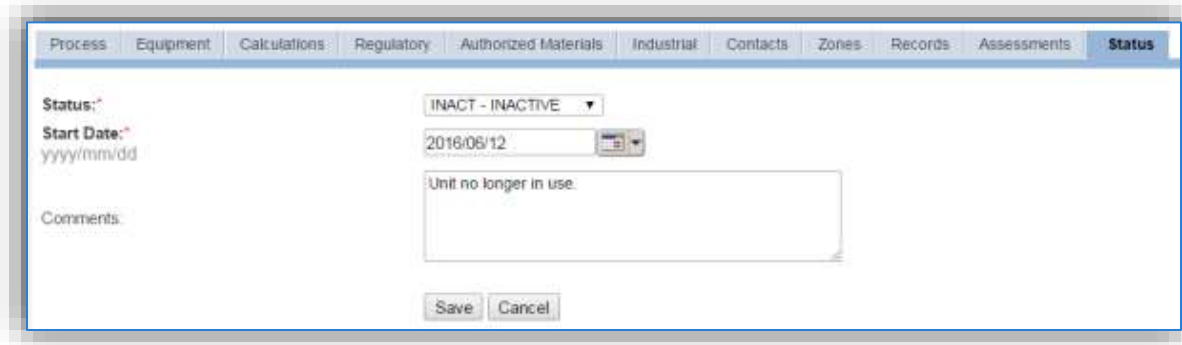 Process Equipment Calculations Regulatory Authorized Materials Industrial Contacts Zones Records Assessments Status
Status:* INACT - INACTIVE
Start Date:* 2016/06/12
yyyy/mm/dd
Unit no longer in use.
Comments:
Save Cancel